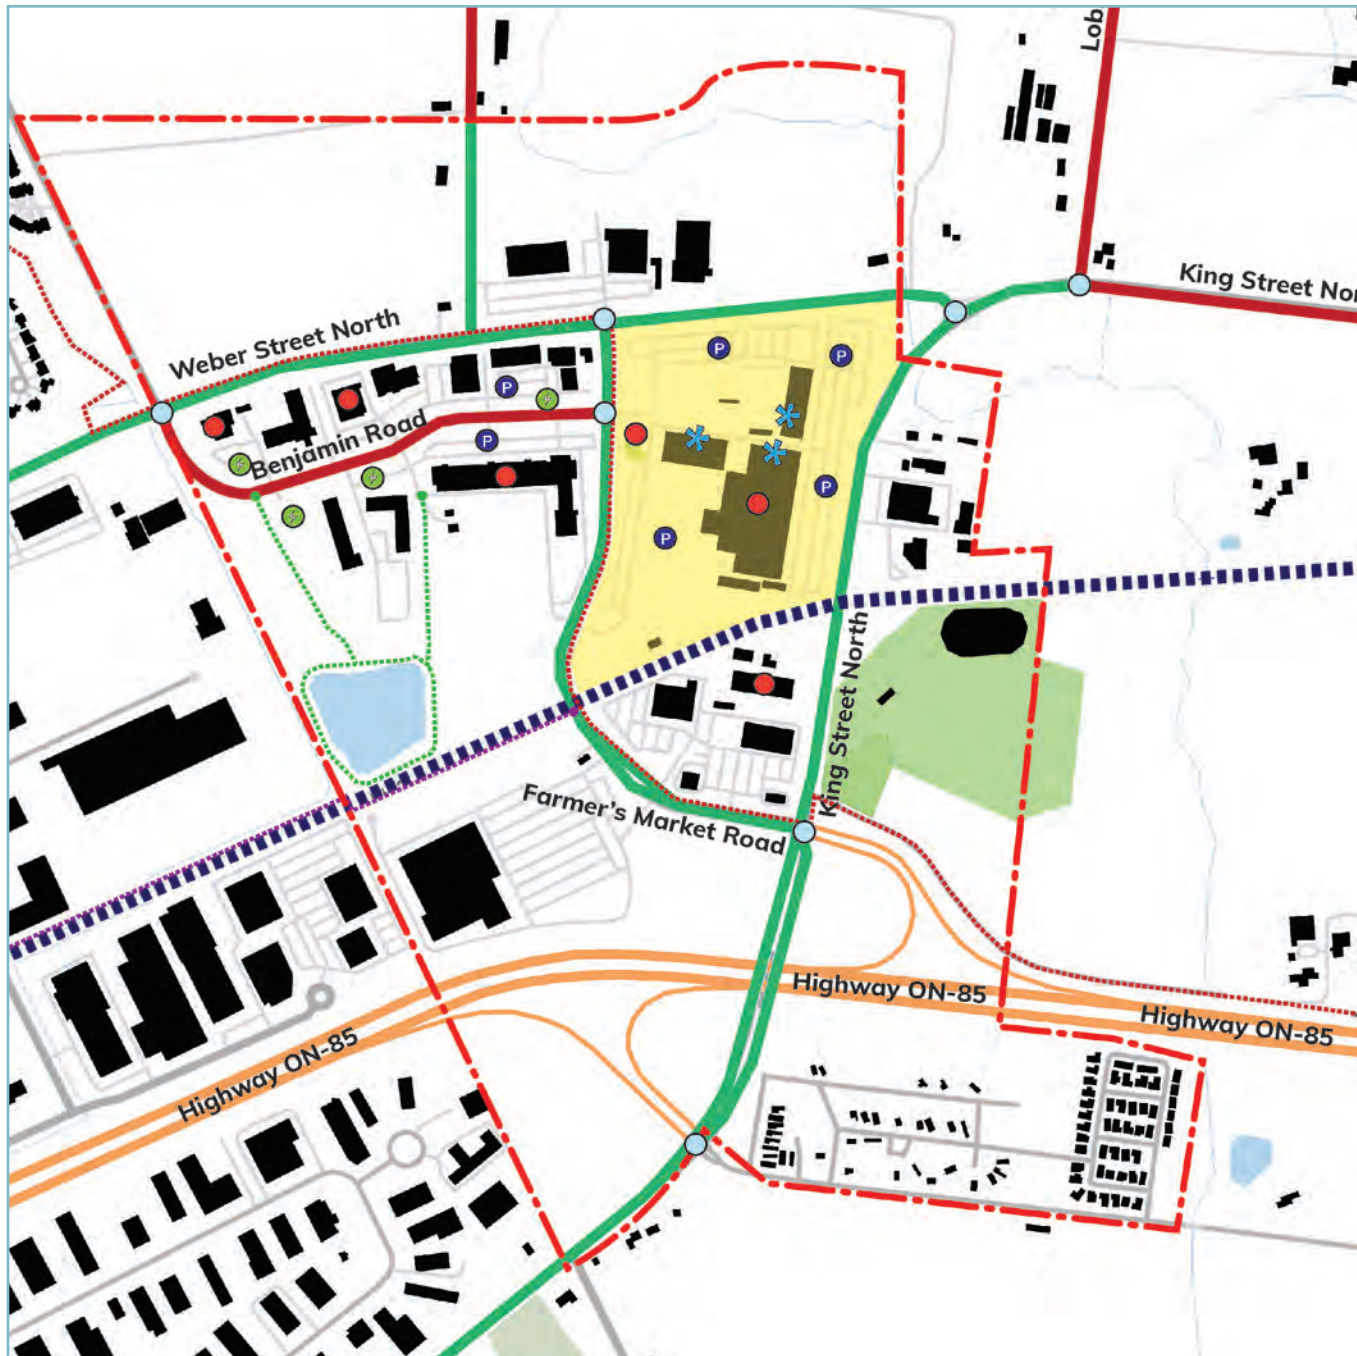 Lob
King Street Nor
Weber Street North
P
P
P
Benjamin Road
P
P
P
King Street North
Farmer's Market Road
Highway ON-85
Highway ON-85
Highway ON-85